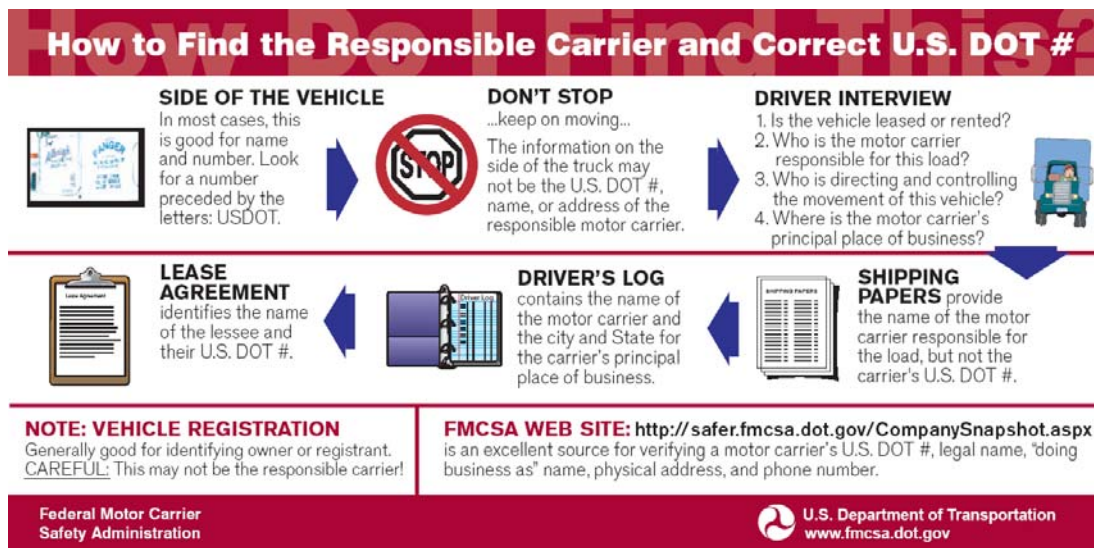 How Do I Find This?
How to Find the Responsible Carrier and Correct U.S. DOT #
SIDE OF THE VEHICLE
In most cases, this
is good for name
and number. Look
for a number
preceded by the
letters: USDOT.
STOP
DON'T STOP
...keep on moving...
The information on the
side of the truck may
not be the U.S. DOT #,
name, or address of the
responsible motor carrier.
DRIVER INTERVIEW
1. Is the vehicle leased or rented?
2. Who is the motor carrier
responsible for this load?
3. Who is directing and controlling
the movement of this vehicle?
4. Where is the motor carrier's
principal place of business?
Lease Agreement
LEASE
AGREEMENT
identifies the name
of the lessee and
their U.S. DOT #.
Driver Log
DRIVER'S LOG
contains the name of
the motor carrier and
the city and State for
the carrier's principal
place of business.
SHIPPING PAPERS
SHIPPING
PAPERS provide
the name of the motor
carrier responsible for
the load, but not the
carrier's U.S. DOT #.
NOTE: VEHICLE REGISTRATION
Generally good for identifying owner or registrant.
CAREFUL: This may not be the responsible carrier!
FMCSA WEB SITE: http://safer.fmcsa.dot.gov/CompanySnapshot.aspx
is an excellent source for verifying a motor carrier's U.S. DOT #, legal name, "doing
business as" name, physical address, and phone number.
Federal Motor Carrier
Safety Administration
U.S. Department of Transportation
www.fmcsa.dot.gov